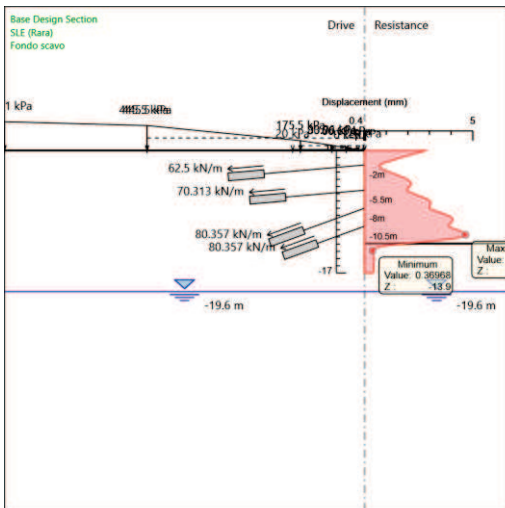 Base Design Section
SLE (Rara)
Fondo scavo
Drive
Resistance
Displacement (mm)
1 kPa
175.5 kPa
0.4
5
20 kPa
62.5 kN/m
-2m
70.313 kN/m
-5.5m
-8m
80.357 kN/m
80.357 kN/m
-10.5m
-17
Minimum
Value: 0.36968
Z : -13.9
Max
Value:
Z :
-19.6 m
-19.6 m